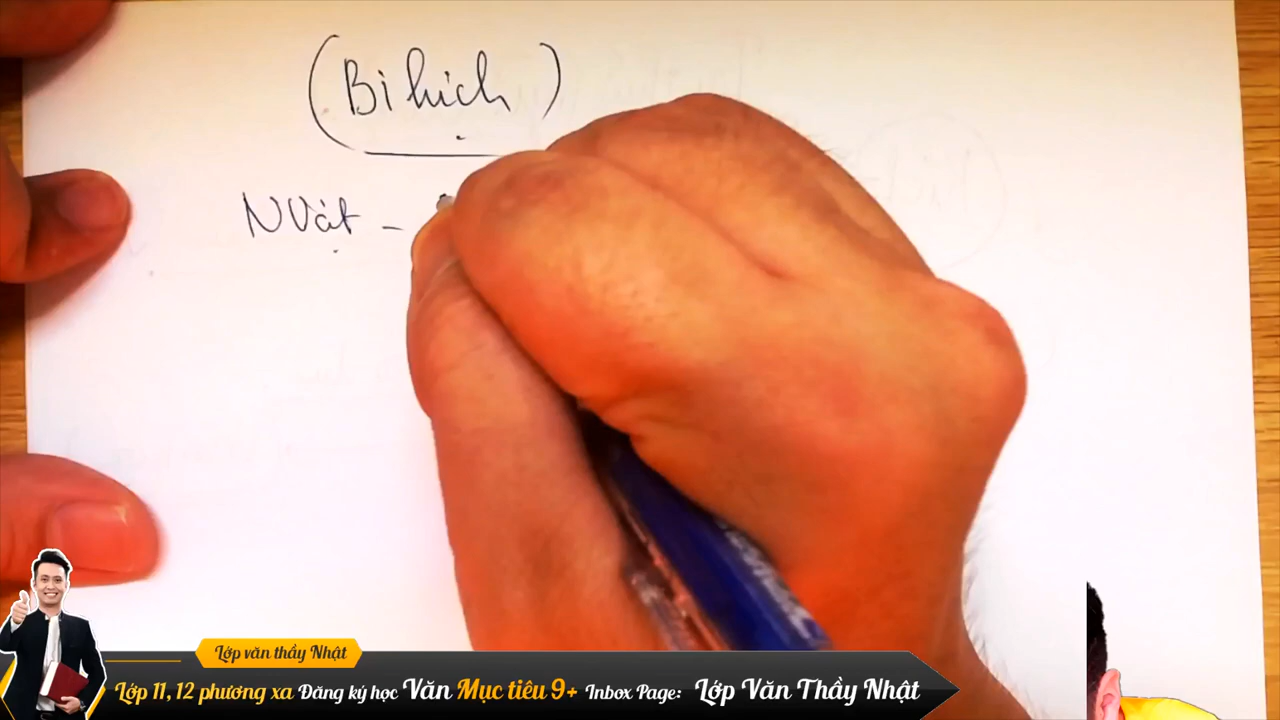 (Bi kịch)
NVật -
Lớp văn thầy Nhật
Lớp 11, 12 phương xa Đăng ký học Văn Mục tiêu 9+ Inbox Page: Lớp Văn Thầy Nhật